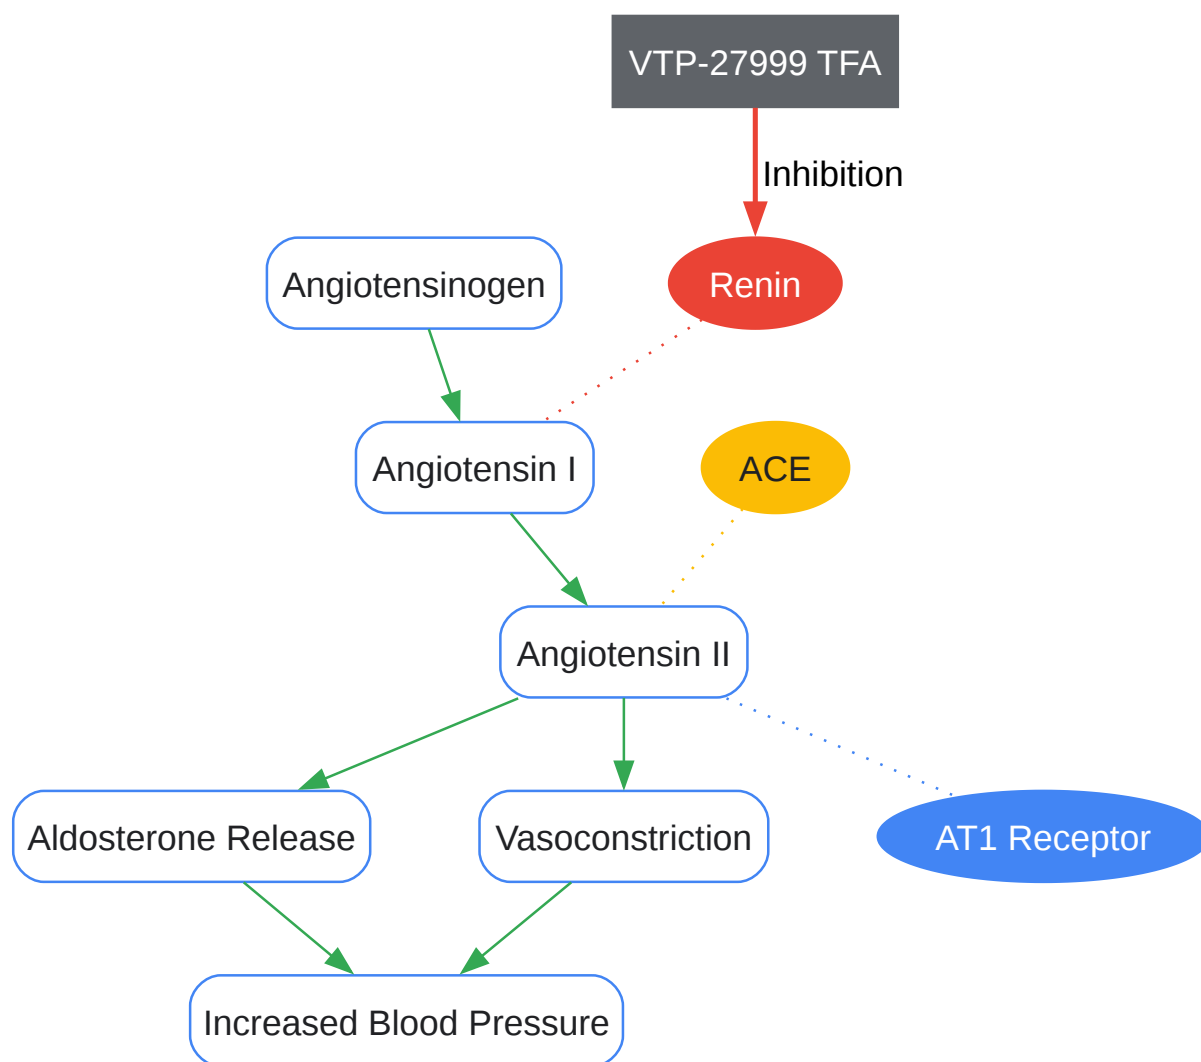 VTP-27999 TFA
Inhibition
Angiotensinogen
Renin
Angiotensin I
ACE
Angiotensin II
Aldosterone Release
Vasoconstriction
AT1 Receptor
Increased Blood Pressure